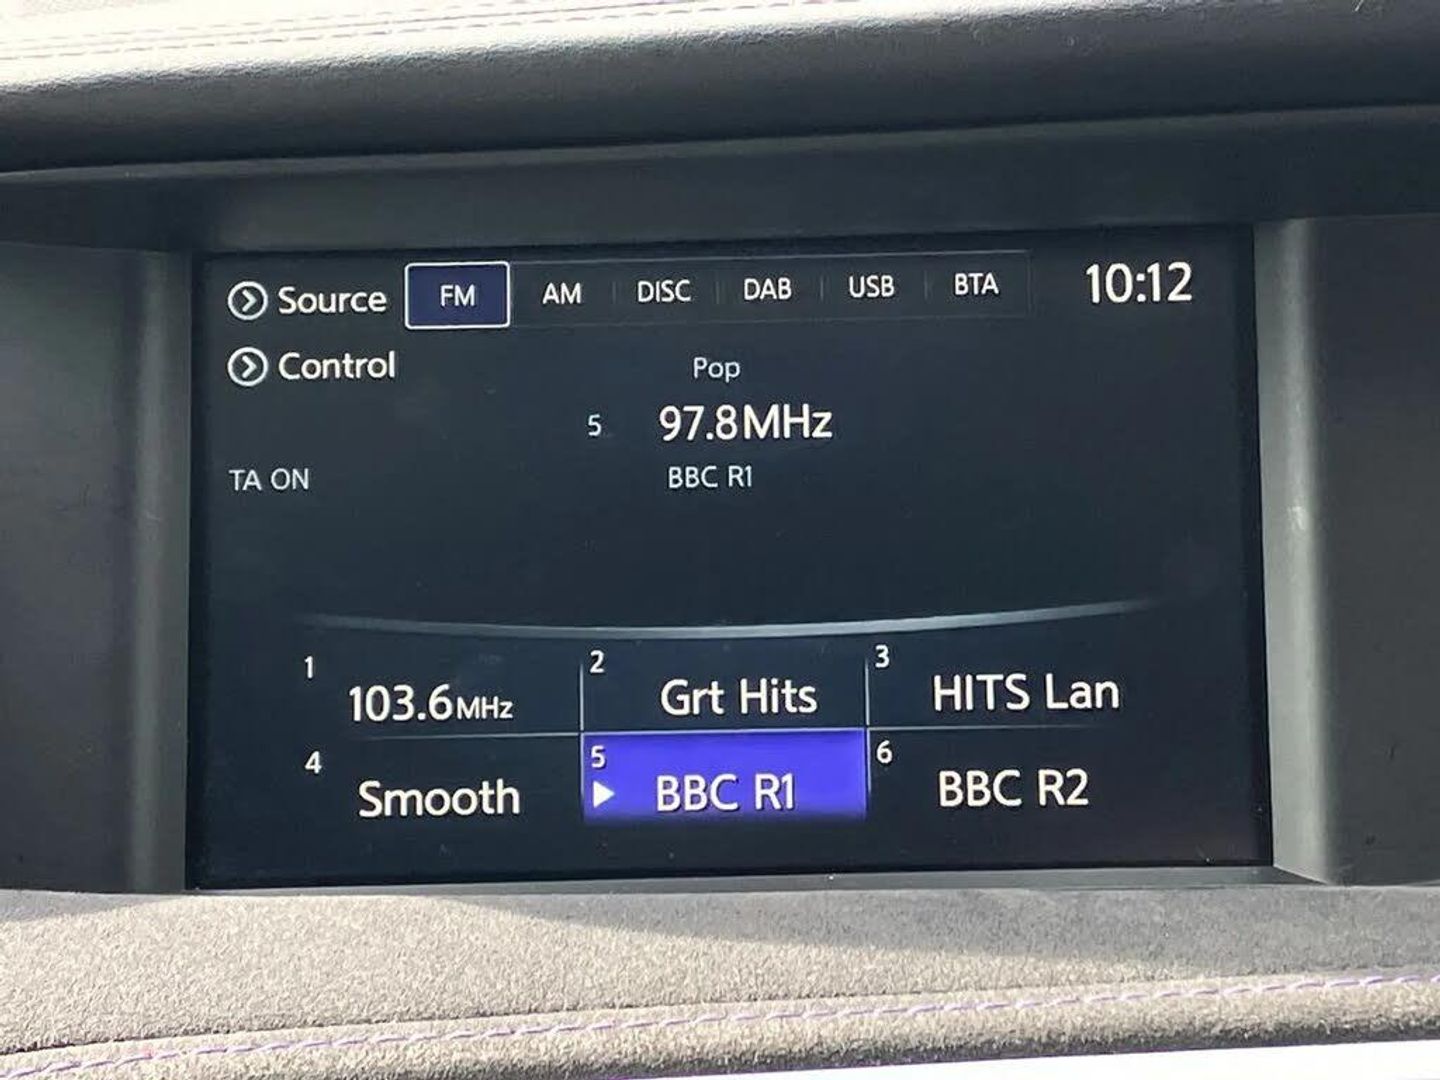 Source FM AM DISC DAB USB BTA 10:12
Control Pop
5 97.8MHz
TA ON BBC R1
1 103.6MHz 2 Grt Hits 3 HITS Lan
4 Smooth 5 BBC R1 6 BBC R2